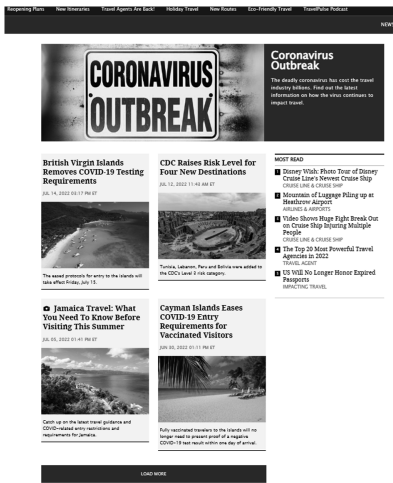 Reopening Plans New Itineraries Travel Agents Are Back! Holiday Travel New Routes Eco-Friendly Travel TravelPulse Podcast
NEWS
CORONAVIRUS
OUTBREAK
Coronavirus
Outbreak
The deadly coronavirus has cost the travel
industry billions. Find out the latest
information on how the virus continues to
impact travel.
British Virgin Islands
Removes COVID-19 Testing
Requirements
JUL 14, 2022 03:17 PM ET
The eased protocols for entry to the islands will
take effect Friday, July 15.
CDC Raises Risk Level for
Four New Destinations
JUL 12, 2022 11:43 AM ET
Tunisia, Lebanon, Peru and Bolivia were added to
the CDC's Level 3 risk category.
MOST READ
1 Disney Wish: Photo Tour of Disney
Cruise Line's Newest Cruise Ship
CRUISE LINE & CRUISE SHIP
2 Mountain of Luggage Piling up at
Heathrow Airport
AIRLINES & AIRPORTS
3 Video Shows Huge Fight Break Out
on Cruise Ship Injuring Multiple
People
CRUISE LINE & CRUISE SHIP
4 The Top 20 Most Powerful Travel
Agencies in 2022
TRAVEL AGENT
5 US Will No Longer Honor Expired
Passports
IMPACTING TRAVEL
Jamaica Travel: What
You Need To Know Before
Visiting This Summer
01:41 PM ET
Catch up on the latest travel guidance and
COVID-related entry restrictions and
requirements for Jamaica.
Cayman Islands Eases
COVID-19 Entry
Requirements for
Vaccinated Visitors
JUN 30, 2022 01:11 PM ET
Fully vaccinated travelers to the islands will no
longer need to present proof of a negative
COVID-19 test result within one day of arrival.
LOAD MORE